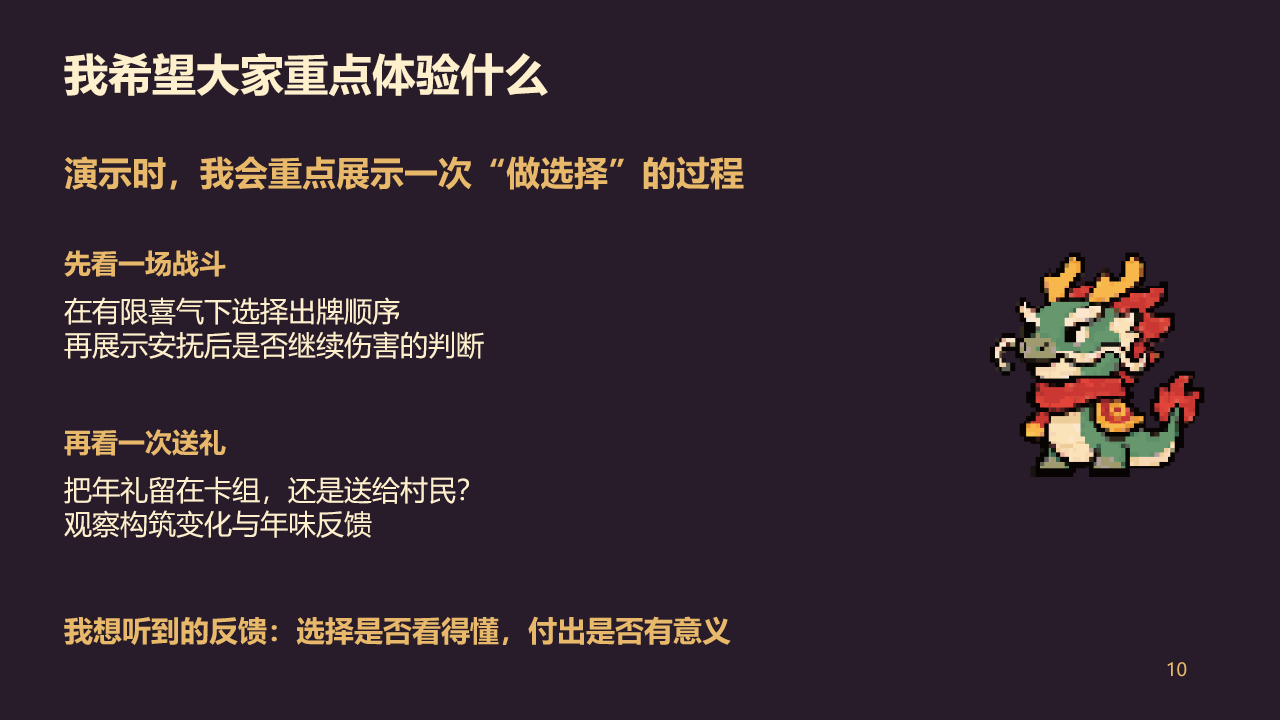 我希望大家重点体验什么
演示时，我会重点展示一次“做选择”的过程
先看一场战斗
在有限喜气下选择出牌顺序
再展示安抚后是否继续伤害的判断
再看一次送礼
把年礼留在卡组，还是送给村民？
观察构筑变化与年味反馈
我想听到的反馈：选择是否看得懂，付出是否有意义
10